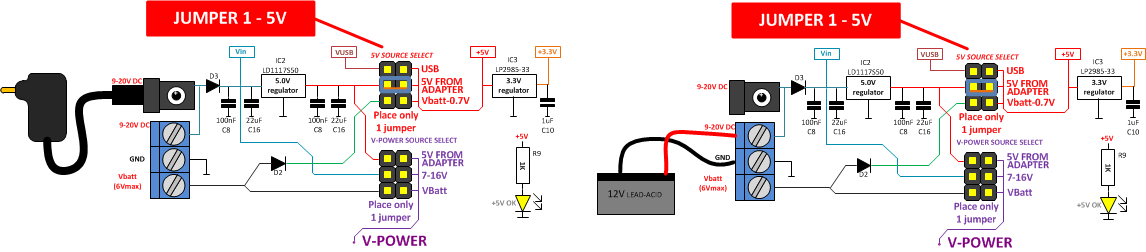 JUMPER 1 - 5V
Vin
VUSB
5V SOURCE SELECT
+5V
IC3
LP2985-33
+3.3V
9-20V DC
D3
IC2
LD1117S50
5.0V
regulator
USB
5V FROM
ADAPTER
Vbatt-0.7V
3.3V
regulator
100nF
C8
22uF
C16
100nF
C8
22uF
C16
1uF
C10
Place only
1 jumper
9-20V DC
GND
Vbatt
(6Vmax)
D2
V-POWER SOURCE SELECT
5V FROM
ADAPTER
7-16V
VBatt
Place only
1 jumper
V-POWER
+5V
R9
1K
+5V OK
JUMPER 1 - 5V
Vin
VUSB
5V SOURCE SELECT
+5V
IC3
LP2985-33
+3.3V
9-20V DC
D3
IC2
LD1117S50
5.0V
regulator
USB
5V FROM
ADAPTER
Vbatt-0.7V
3.3V
regulator
100nF
C8
22uF
C16
100nF
C8
22uF
C16
1uF
C10
Place only
1 jumper
9-20V DC
GND
Vbatt
(6Vmax)
12V LEAD-ACID
D2
V-POWER SOURCE SELECT
5V FROM
ADAPTER
7-16V
VBatt
Place only
1 jumper
V-POWER
+5V
R9
1K
+5V OK